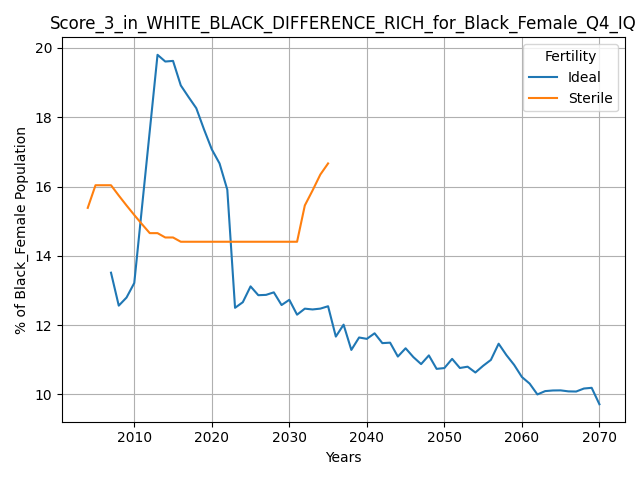 Score_3_in_WHITE_BLACK_DIFFERENCE_RICH_for_Black_Female_Q4_IQ
Fertility
Ideal
Sterile
% of Black_Female Population
20
18
16
14
12
10
2010 2020 2030 2040 2050 2060 2070
Years